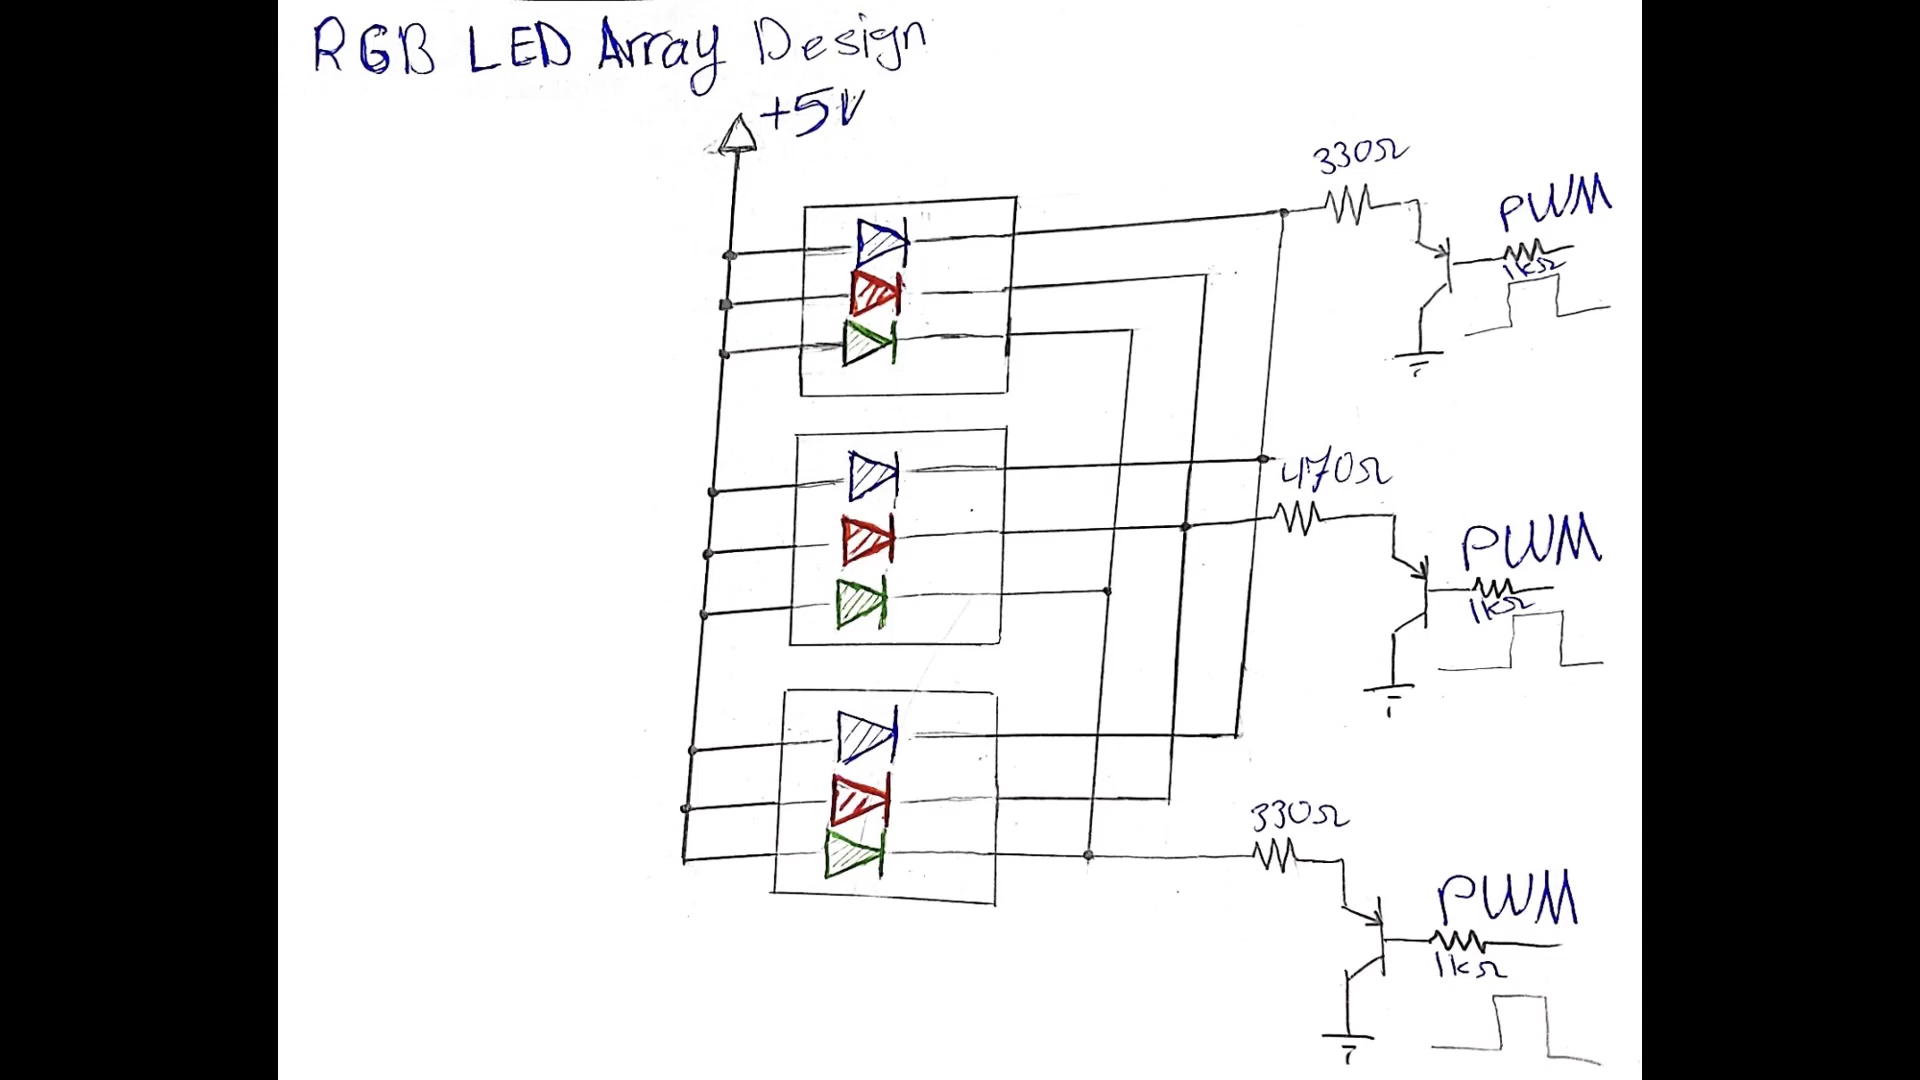 RGB LED Array Design
+5V
330Ω
PWM
1kΩ
470Ω
PWM
1kΩ
330Ω
PWM
1kΩ